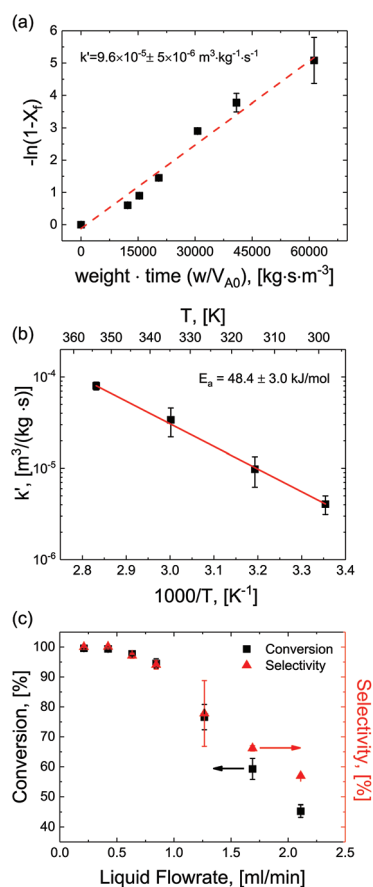 (a)
6
5
4
3
2
1
0
-ln(1-Xf)
k'=9.6×10⁻⁵± 5×10⁻⁶ m³·kg⁻¹·s⁻¹
0 15000 30000 45000 60000
weight · time (w/VA0), [kg·s·m⁻³]
T, [K]
(b)
360 350 340 330 320 310 300
Ea = 48.4 ± 3.0 kJ/mol
10⁻⁴
10⁻⁵
10⁻⁶
k', [m³/(kg ·s)]
2.8 2.9 3.0 3.1 3.2 3.3 3.4
1000/T, [K⁻¹]
(c)
100
90
80
70
60
50
40
Conversion, [%]
Conversion
Selectivity
Selectivity, [%]
0.0 0.5 1.0 1.5 2.0 2.5
Liquid Flowrate, [ml/min]